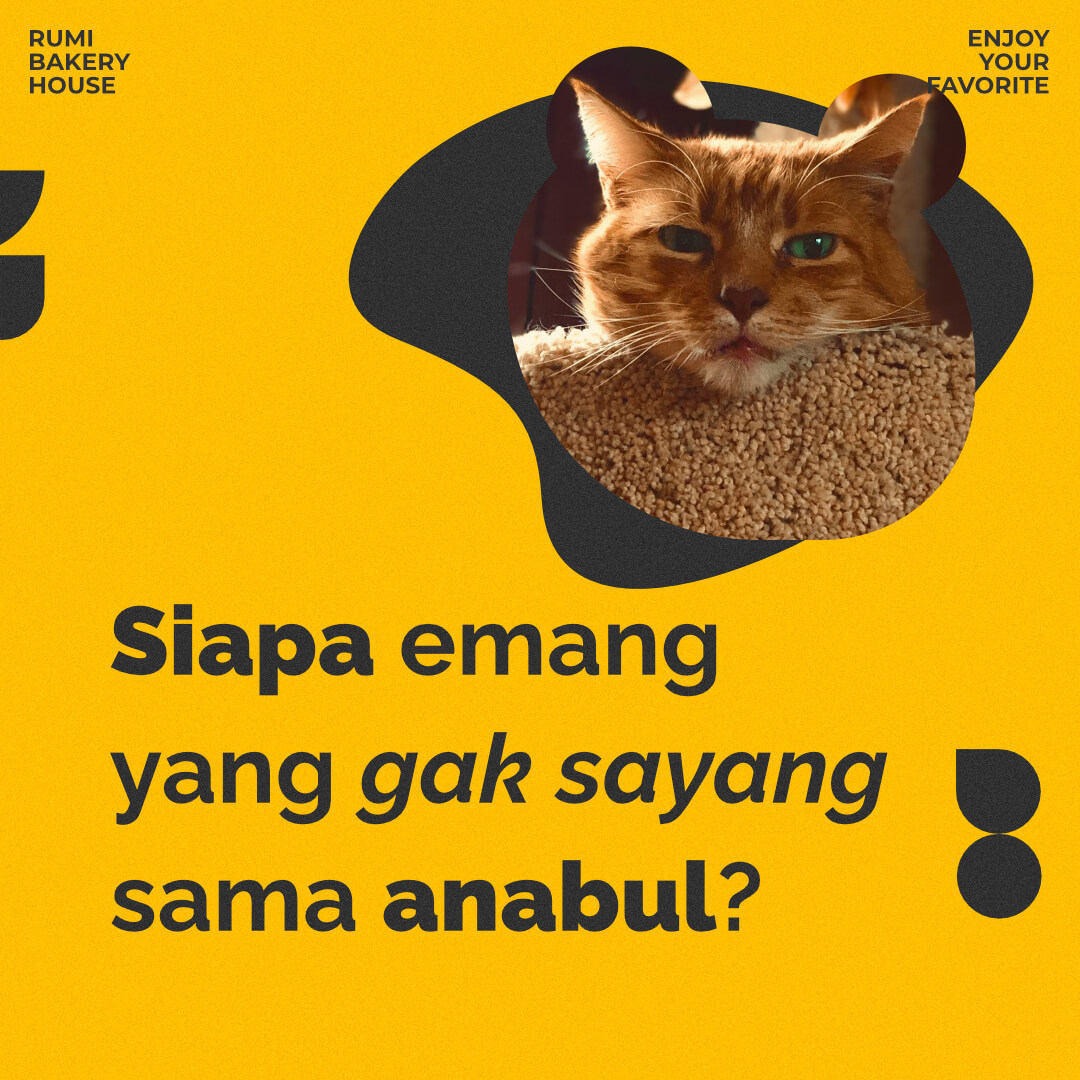 RUMI
BAKERY
HOUSE
ENJOY
YOUR
FAVORITE
Siapa emang
yang gak sayang
sama anabul?